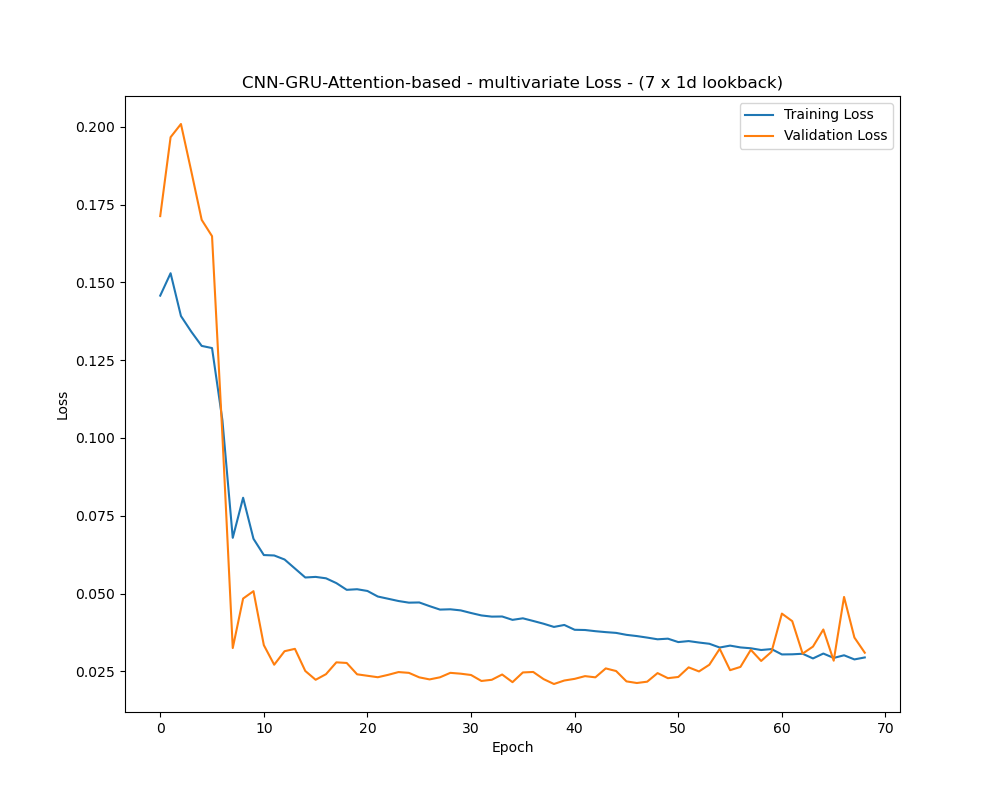 CNN-GRU-Attention-based - multivariate Loss - (7 x 1d lookback)
Training Loss
Validation Loss
0.200
0.175
0.150
0.125
0.100
0.075
0.050
0.025
Loss
0 10 20 30 40 50 60 70
Epoch